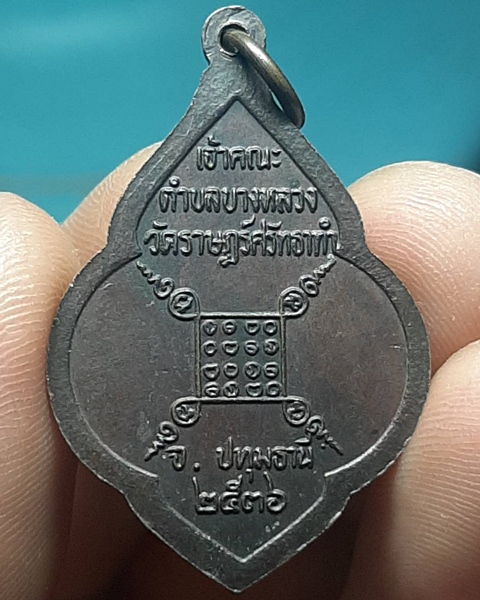 เจ้าคณะ
ตำบลบางหลวง
วัดราษฎร์ศรัทธาทำ
จ. ปทุมธานี
๒๕๓๖